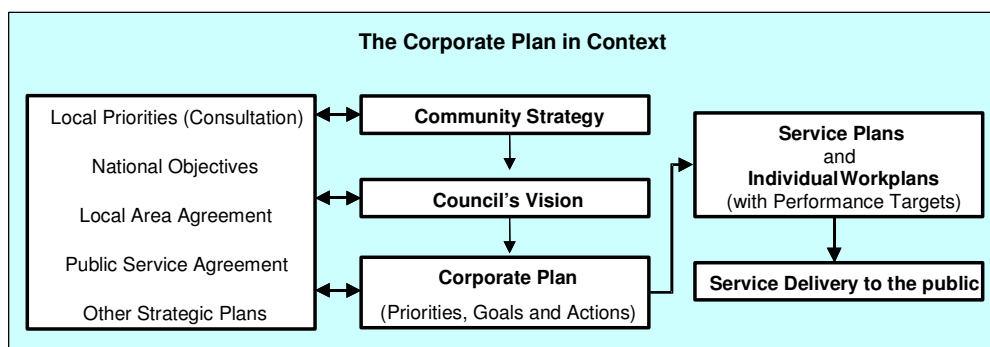 The Corporate Plan in Context
Local Priorities (Consultation)
National Objectives
Local Area Agreement
Public Service Agreement
Other Strategic Plans
Community Strategy
Council's Vision
Corporate Plan
(Priorities, Goals and Actions)
Service Plans
and
Individual Workplans
(with Performance Targets)
Service Delivery to the public